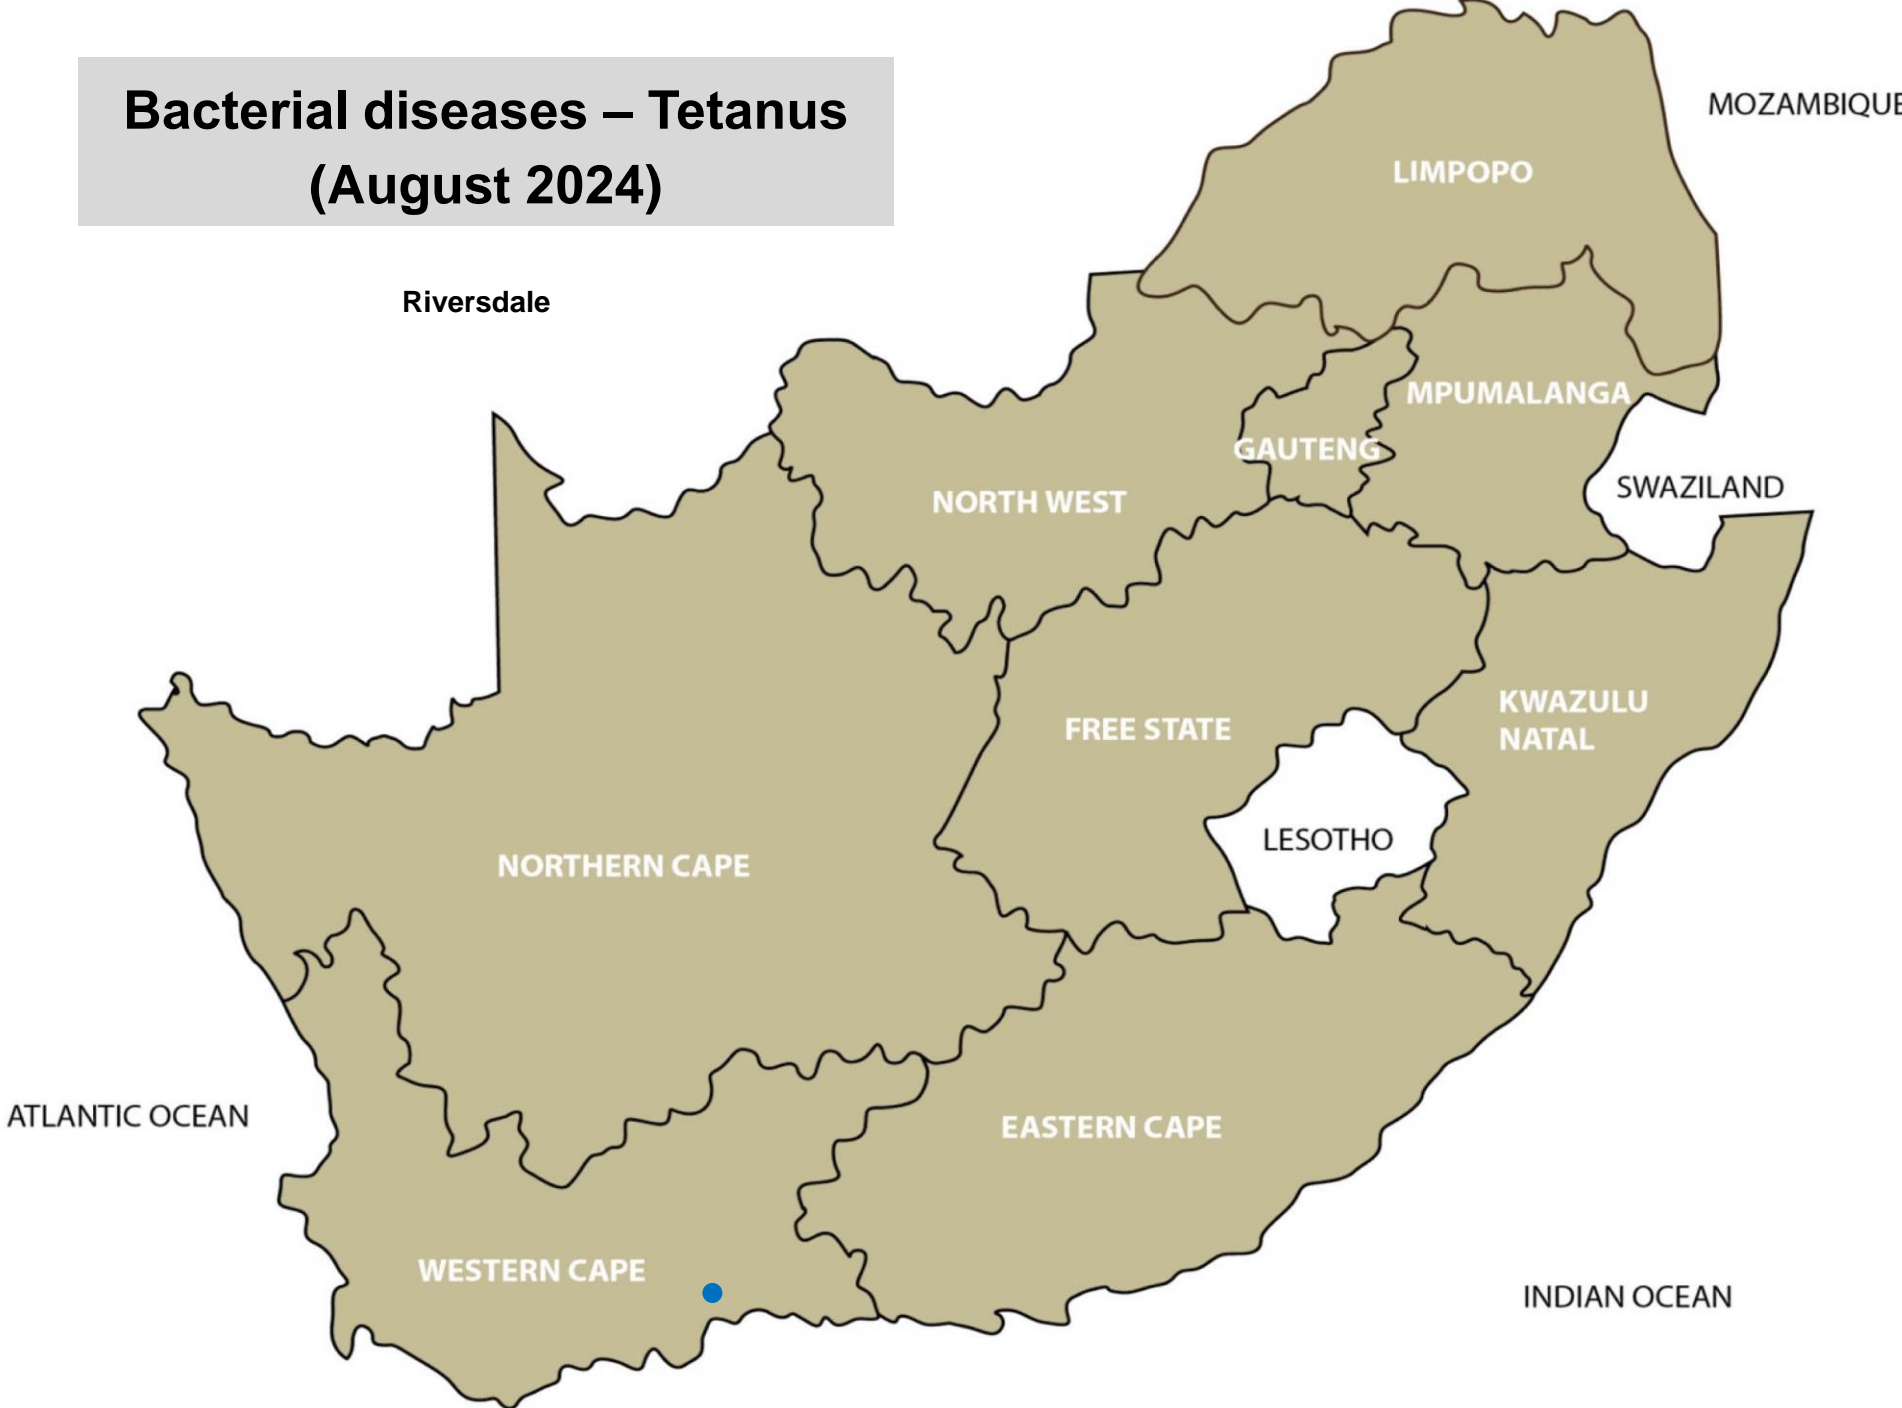 Bacterial diseases – Tetanus
(August 2024)
MOZAMBIQUE
LIMPOPO
Riversdale
MPUMALANGA
GAUTENG
SWAZILAND
NORTH WEST
KWAZULU
NATAL
FREE STATE
LESOTHO
NORTHERN CAPE
ATLANTIC OCEAN
EASTERN CAPE
WESTERN CAPE
INDIAN OCEAN